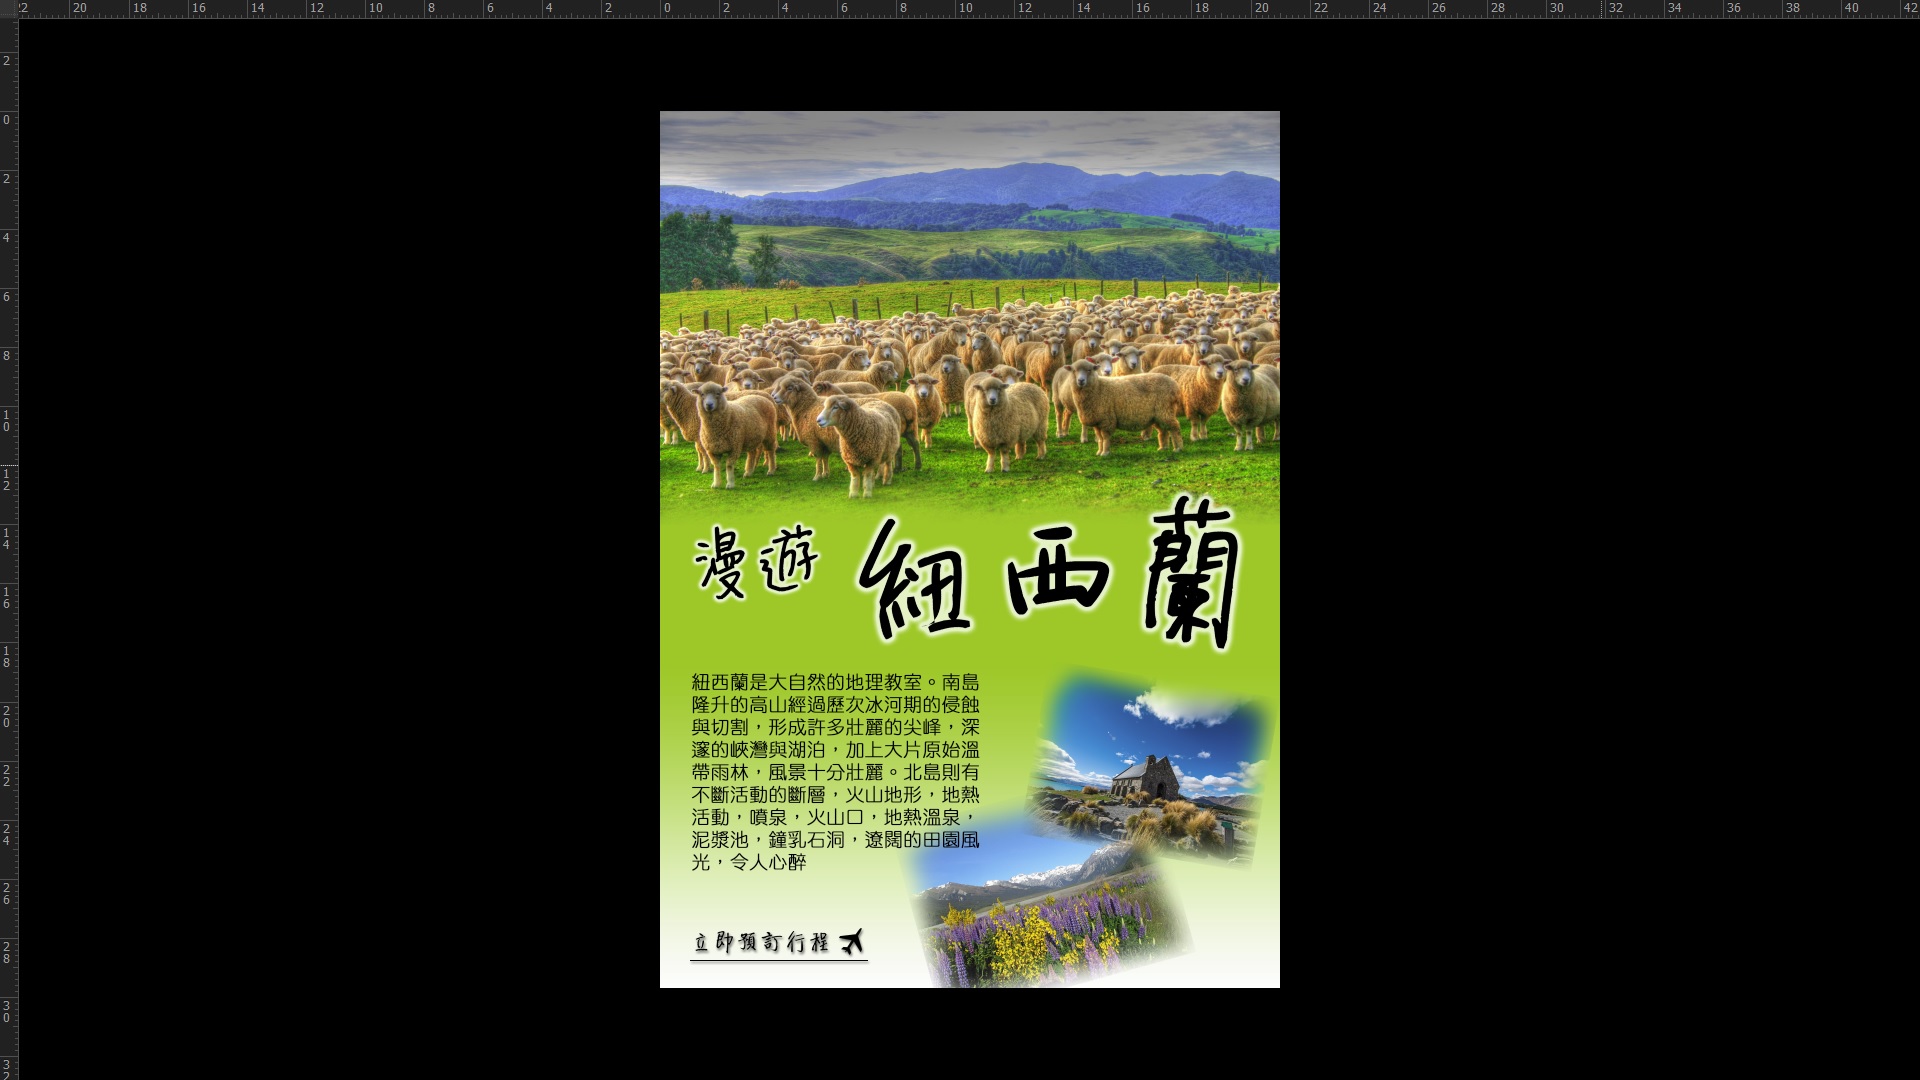 漫遊 紐西蘭
紐西蘭是大自然的地理教室。南島
隆升的高山經過歷次冰河期的侵蝕
與切割，形成許多壯麗的尖峰，深
邃的峽灣與湖泊，加上大片原始溫
帶雨林，風景十分壯麗。北島則有
不斷活動的斷層，火山地形，地熱
活動，噴泉，火山口，地熱溫泉，
泥漿池，鐘乳石洞，遼闊的田園風
光，令人心醉
立即預訂行程